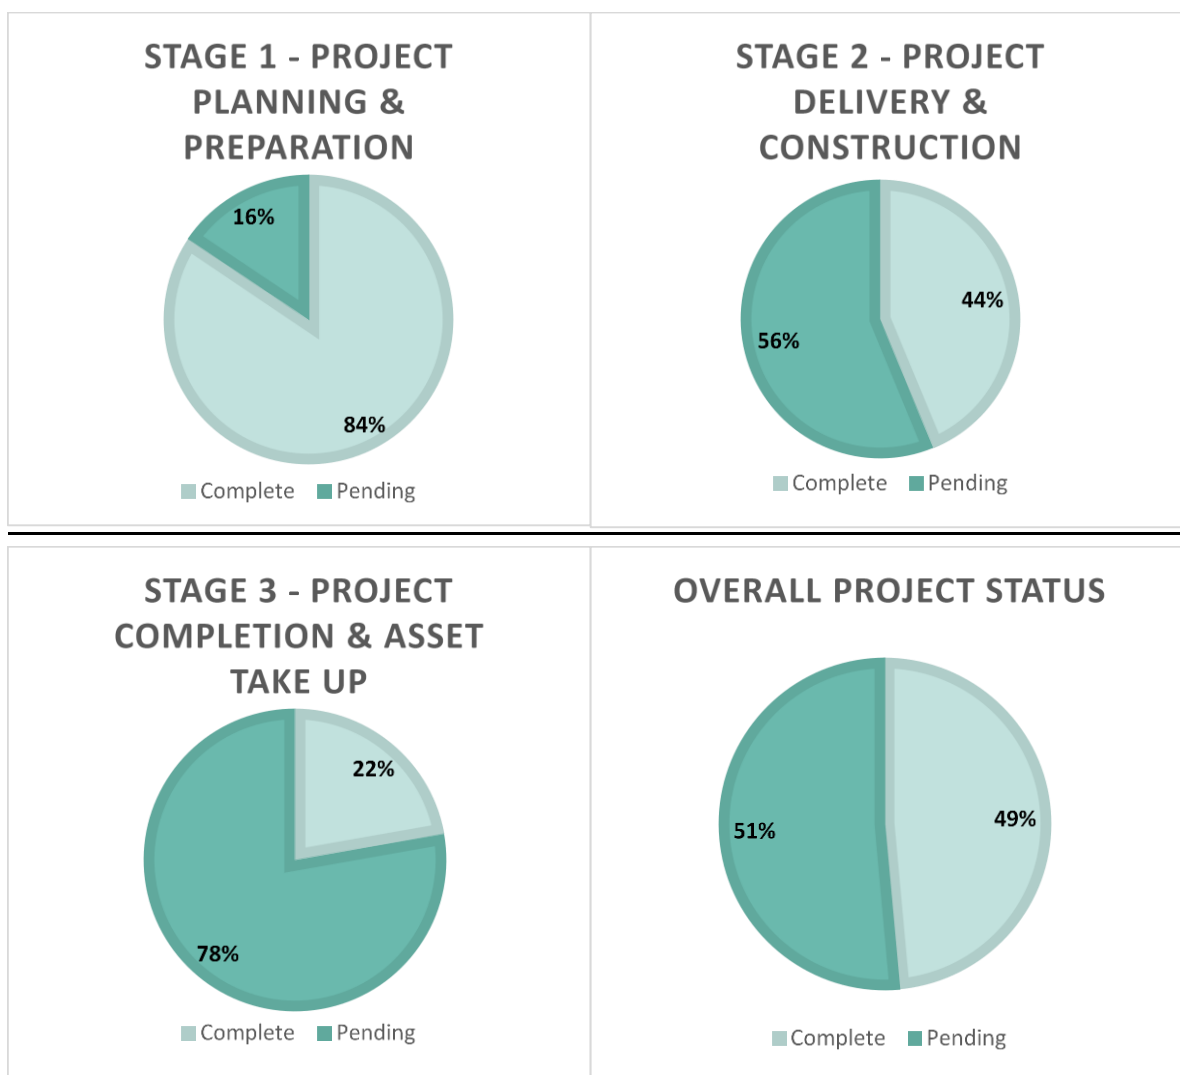 STAGE 1 - PROJECT
PLANNING &
PREPARATION
16%
84%
Complete Pending
STAGE 2 - PROJECT
DELIVERY &
CONSTRUCTION
44%
56%
Complete Pending
STAGE 3 - PROJECT
COMPLETION & ASSET
TAKE UP
22%
78%
Complete Pending
OVERALL PROJECT STATUS
49%
51%
Complete Pending